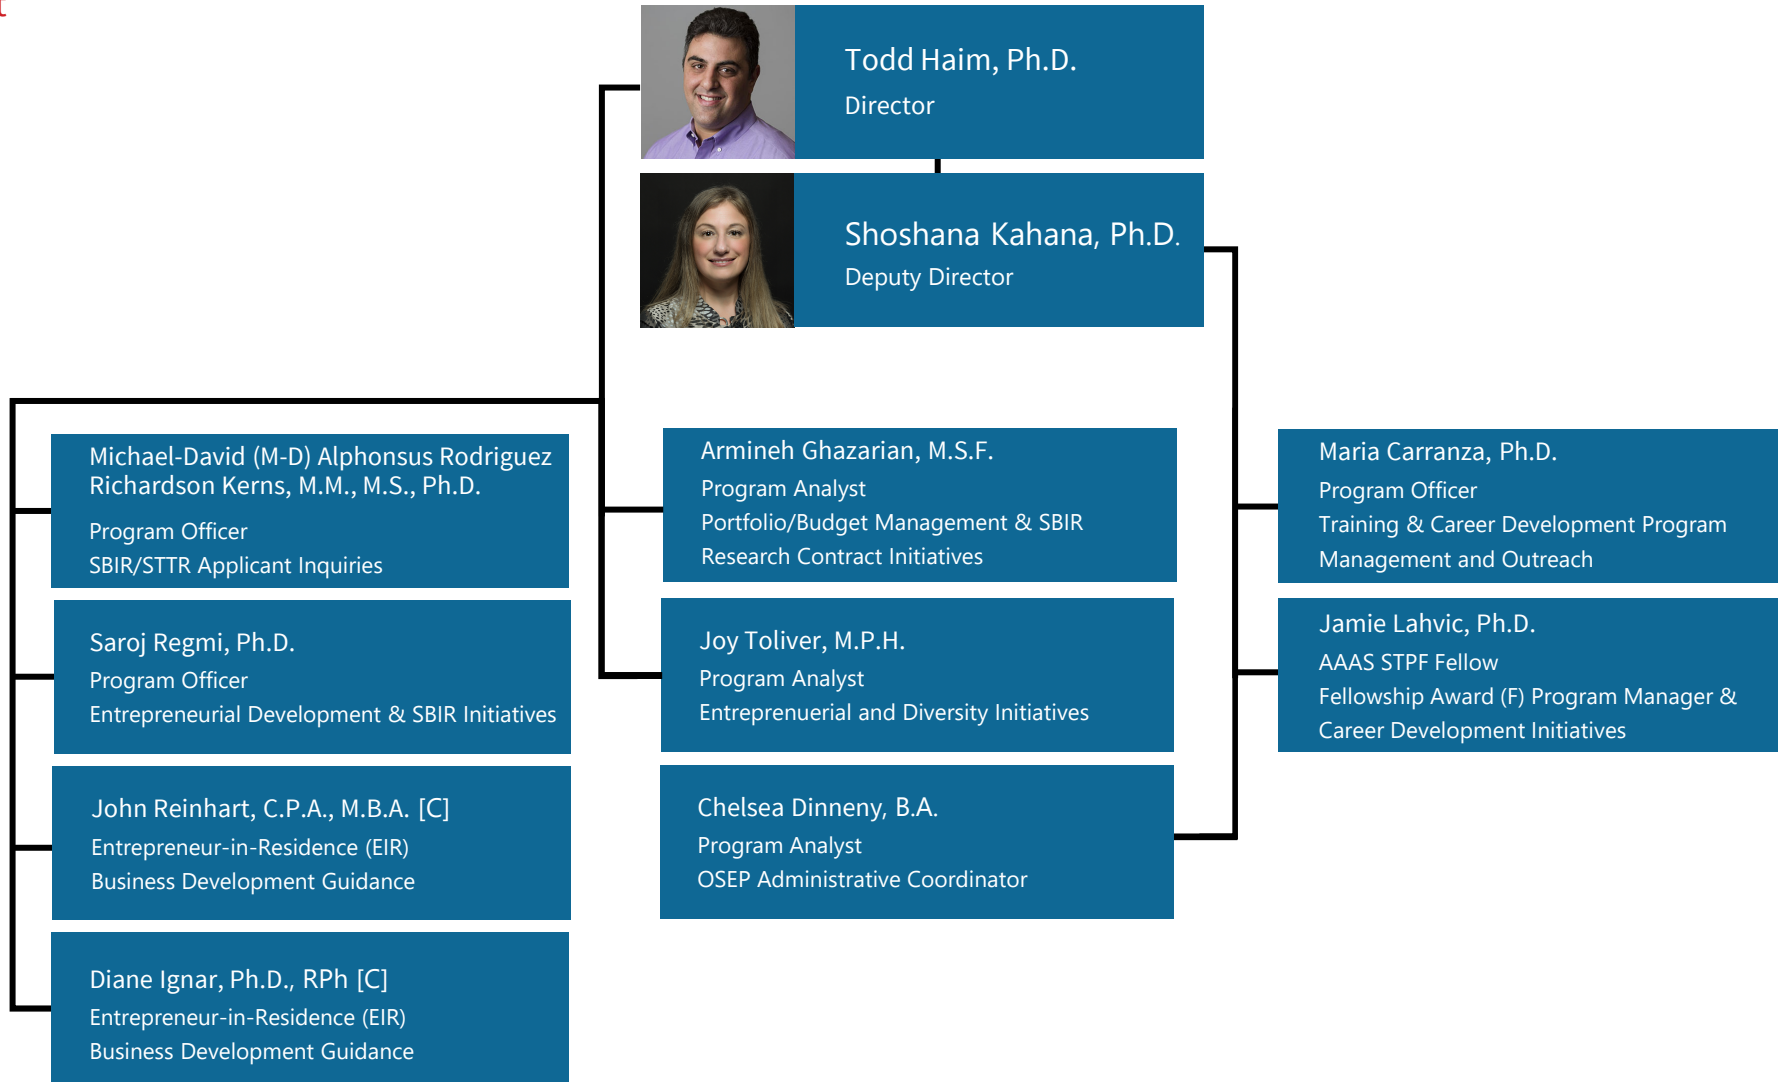 t
Todd Haim, Ph.D.
Director
Shoshana Kahana, Ph.D.
Deputy Director
Michael-David (M-D) Alphonsus Rodriguez
Richardson Kerns, M.M., M.S., Ph.D.
Program Officer
SBIR/STTR Applicant Inquiries
Saroj Regmi, Ph.D.
Program Officer
Entrepreneurial Development & SBIR Initiatives
John Reinhart, C.P.A., M.B.A. [C]
Entrepreneur-in-Residence (EIR)
Business Development Guidance
Diane Ignar, Ph.D., RPh [C]
Entrepreneur-in-Residence (EIR)
Business Development Guidance
Armineh Ghazarian, M.S.F.
Program Analyst
Portfolio/Budget Management & SBIR
Research Contract Initiatives
Joy Toliver, M.P.H.
Program Analyst
Entreprenuerial and Diversity Initiatives
Chelsea Dinneny, B.A.
Program Analyst
OSEP Administrative Coordinator
Maria Carranza, Ph.D.
Program Officer
Training & Career Development Program
Management and Outreach
Jamie Lahvic, Ph.D.
AAAS STPF Fellow
Fellowship Award (F) Program Manager &
Career Development Initiatives